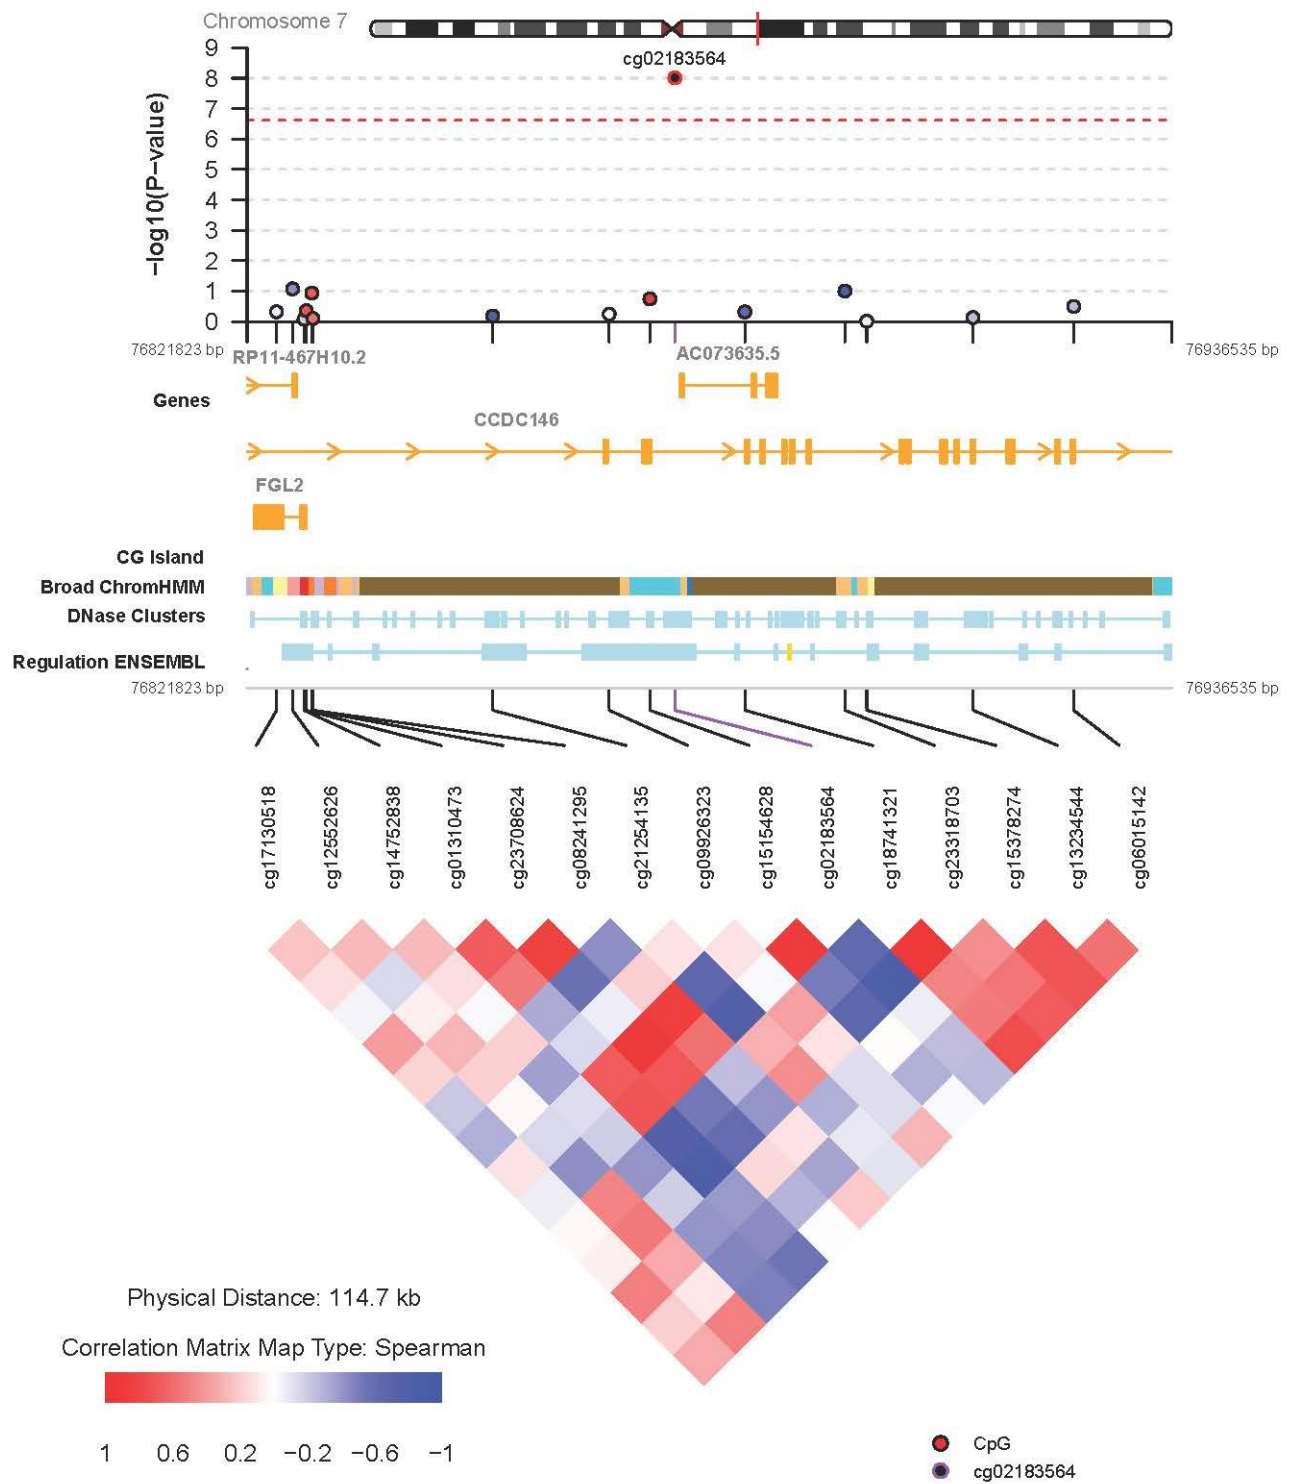 Chromosome 7
cg02183564
−log10(P−value)
9
8
7
6
5
4
3
2
1
0
76821823 bp
76936535 bp
RP11-467H10.2
AC073635.5
Genes
CCDC146
FGL2
CG Island
Broad ChromHMM
DNase Clusters
Regulation ENSEMBL
76821823 bp
76936535 bp
cg17130518
cg12552626
cg14752838
cg01310473
cg23708624
cg08241295
cg21254135
cg09926323
cg15154628
cg02183564
cg18741321
cg23318703
cg15378274
cg13234544
cg06015142
Physical Distance: 114.7 kb
Correlation Matrix Map Type: Spearman
1 0.6 0.2 −0.2 −0.6 −1
CpG
cg02183564